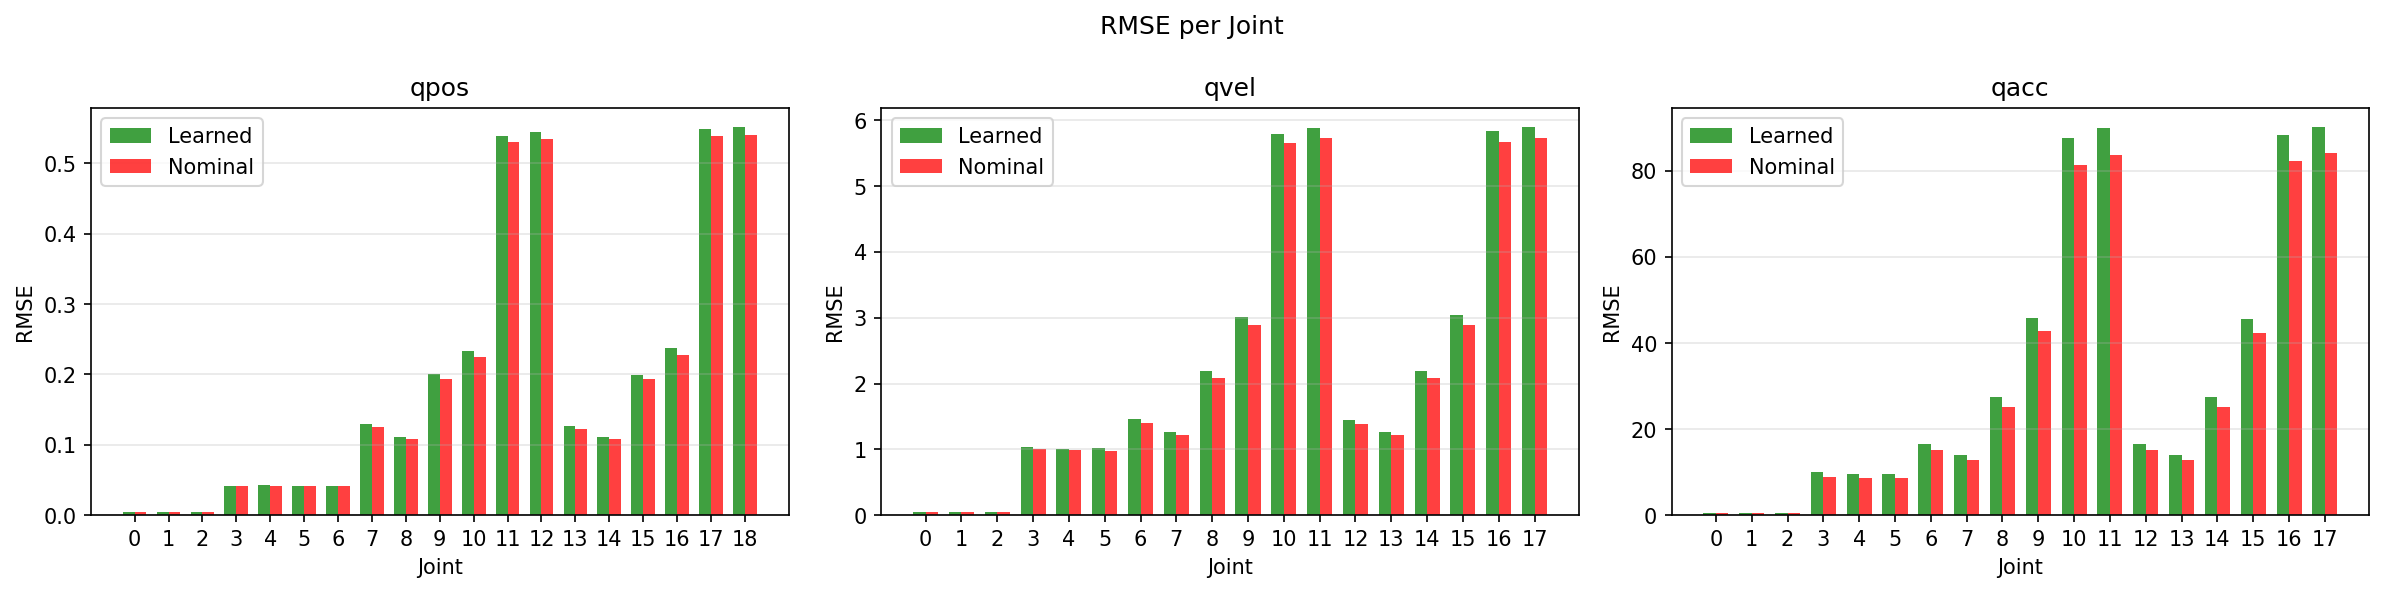 RMSE per Joint
qpos
Learned
Nominal
RMSE
0.5
0.4
0.3
0.2
0.1
0.0
0 1 2 3 4 5 6 7 8 9 10 11 12 13 14 15 16 17 18
Joint
qvel
Learned
Nominal
RMSE
6
5
4
3
2
1
0
0 1 2 3 4 5 6 7 8 9 10 11 12 13 14 15 16 17
Joint
qacc
Learned
Nominal
RMSE
80
60
40
20
0
0 1 2 3 4 5 6 7 8 9 10 11 12 13 14 15 16 17
Joint